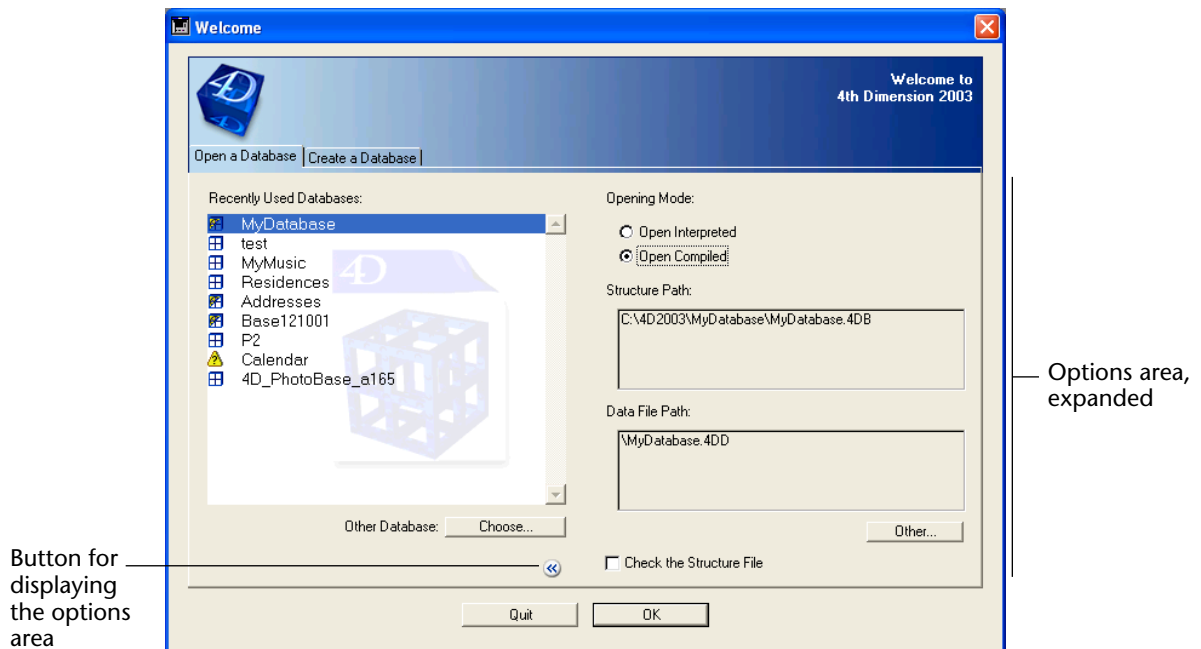 Welcome
4D
4D
Welcome to
4th Dimension 2003
Open a Database
Create a Database
Recently Used Databases:
MyDatabase
test
MyMusic
Residences
Addresses
Base121001
P2
Calendar
4D_PhotoBase_a165
4D
Other Database:
Choose...
Opening Mode:
Open Interpreted
Open Compiled
Structure Path:
C:\4D2003\MyDatabase\MyDatabase.4DB
Data File Path:
\MyDatabase.4DD
Other...
Check the Structure File
Quit
OK
Button for
displaying
the options
area
Options area,
expanded